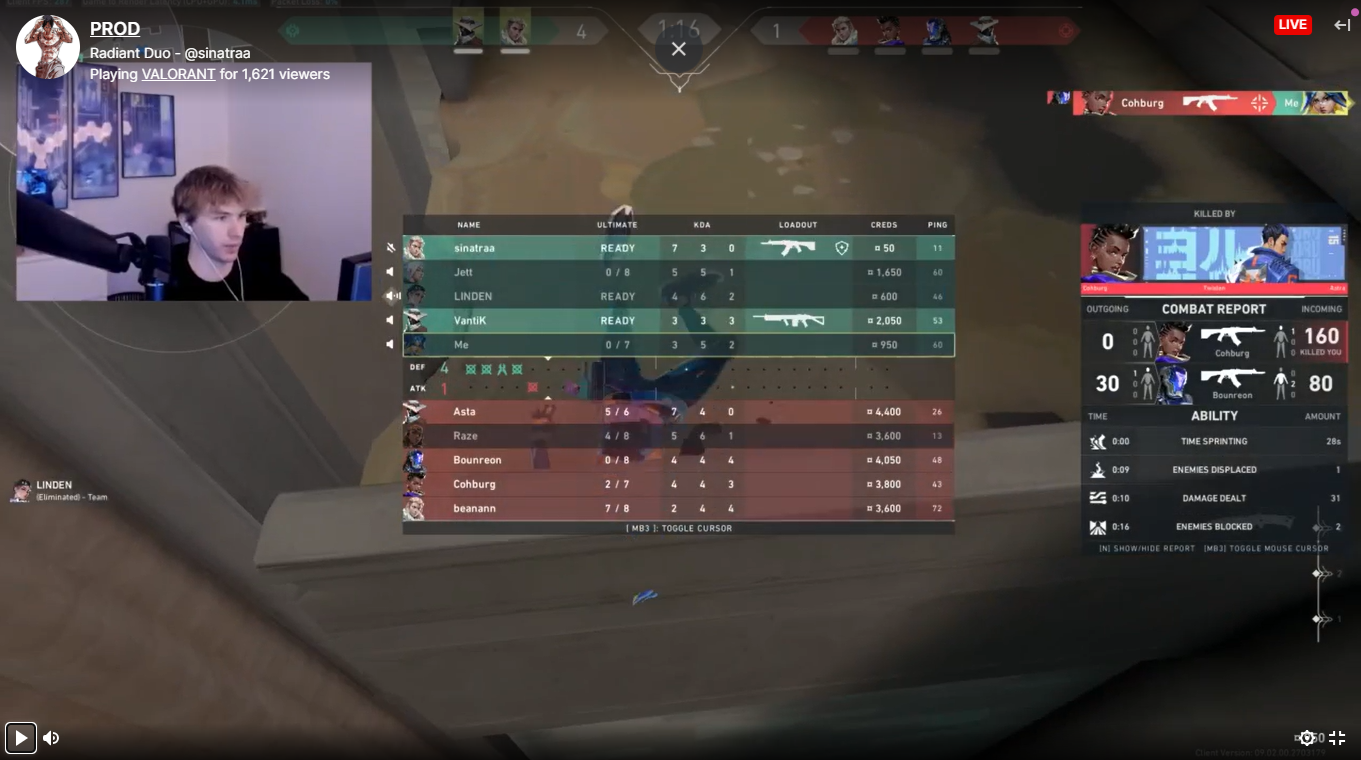 PROD
Radiant Duo - @sinatraa
Playing VALORANT for 1,621 viewers
4
1:16
1
LIVE
Cohburg Me
KILLED BY
Cohburg Astra
NAME ULTIMATE KDA LOADOUT CREDS PING
sinatraa READY 7 3 0 ¤ 50 11
Jett 0 / 8 5 5 1 ¤ 1,650 60
LINDEN READY 4 6 2 ¤ 600 46
VantiK READY 3 3 3 ¤ 2,050 53
Me 0 / 7 3 5 2 ¤ 950 60
DEF 4
ATK 1
Asta 5 / 6 7 4 0 ¤ 4,400 26
Raze 4 / 8 5 6 1 ¤ 3,600 13
Bounreon 0 / 8 4 4 4 ¤ 4,050 48
Cohburg 2 / 7 4 4 3 ¤ 3,800 43
beanann 7 / 8 2 4 4 ¤ 3,600 72
[ MB3 ]: TOGGLE CURSOR
OUTGOING COMBAT REPORT INCOMING
0 Cohburg 160
KILLED YOU
30 Bounreon 80
TIME ABILITY AMOUNT
0:00 TIME SPRINTING 28s
0:09 ENEMIES DISPLACED 1
0:10 DAMAGE DEALT 31
0:16 ENEMIES BLOCKED 2
[N] SHOW/HIDE REPORT [MB3] TOGGLE MOUSE CURSOR
2
1
LINDEN
(Eliminated) - Team